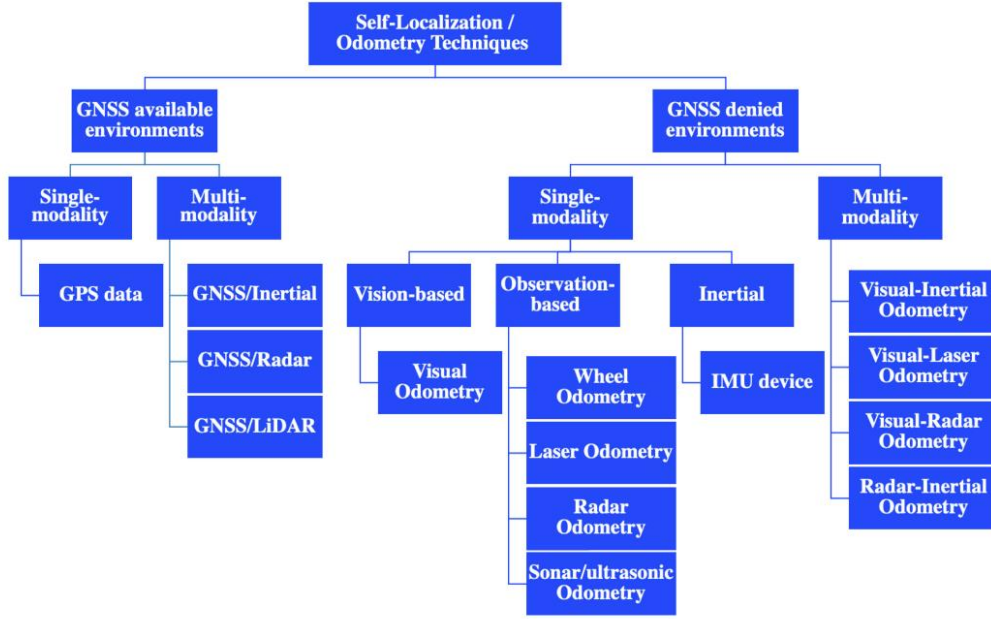 Self-Localization /
Odometry Techniques
GNSS available
environments
GNSS denied
environments
Single-
modality
Multi-
modality
Single-
modality
Multi-
modality
GPS data
GNSS/Inertial
GNSS/Radar
GNSS/LiDAR
Vision-based
Observation-
based
Inertial
Visual
Odometry
Wheel
Odometry
Laser Odometry
Radar
Odometry
Sonar/ultrasonic
Odometry
IMU device
Visual-Inertial
Odometry
Visual-Laser
Odometry
Visual-Radar
Odometry
Radar-Inertial
Odometry